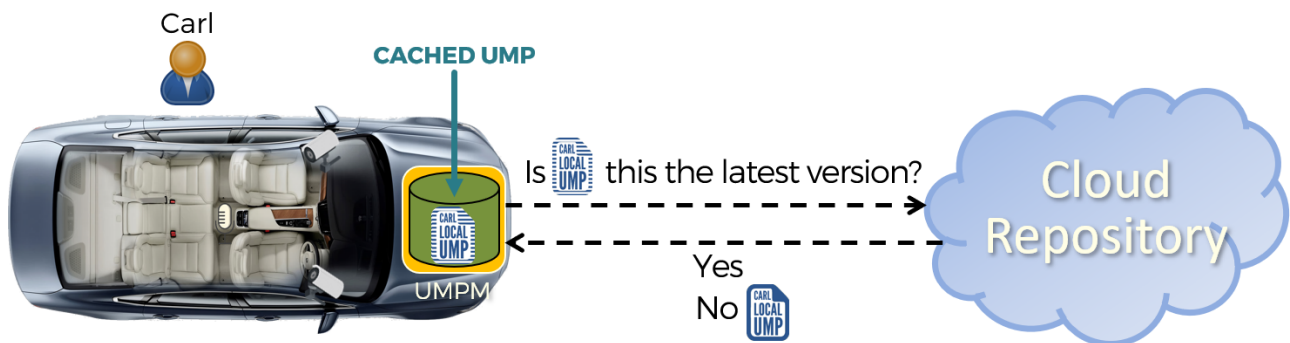 Carl
CACHED UMP
CARL
LOCAL
UMP
UMPM
Is CARL LOCAL UMP this the latest version?
Yes
No CARL LOCAL UMP
Cloud
Repository